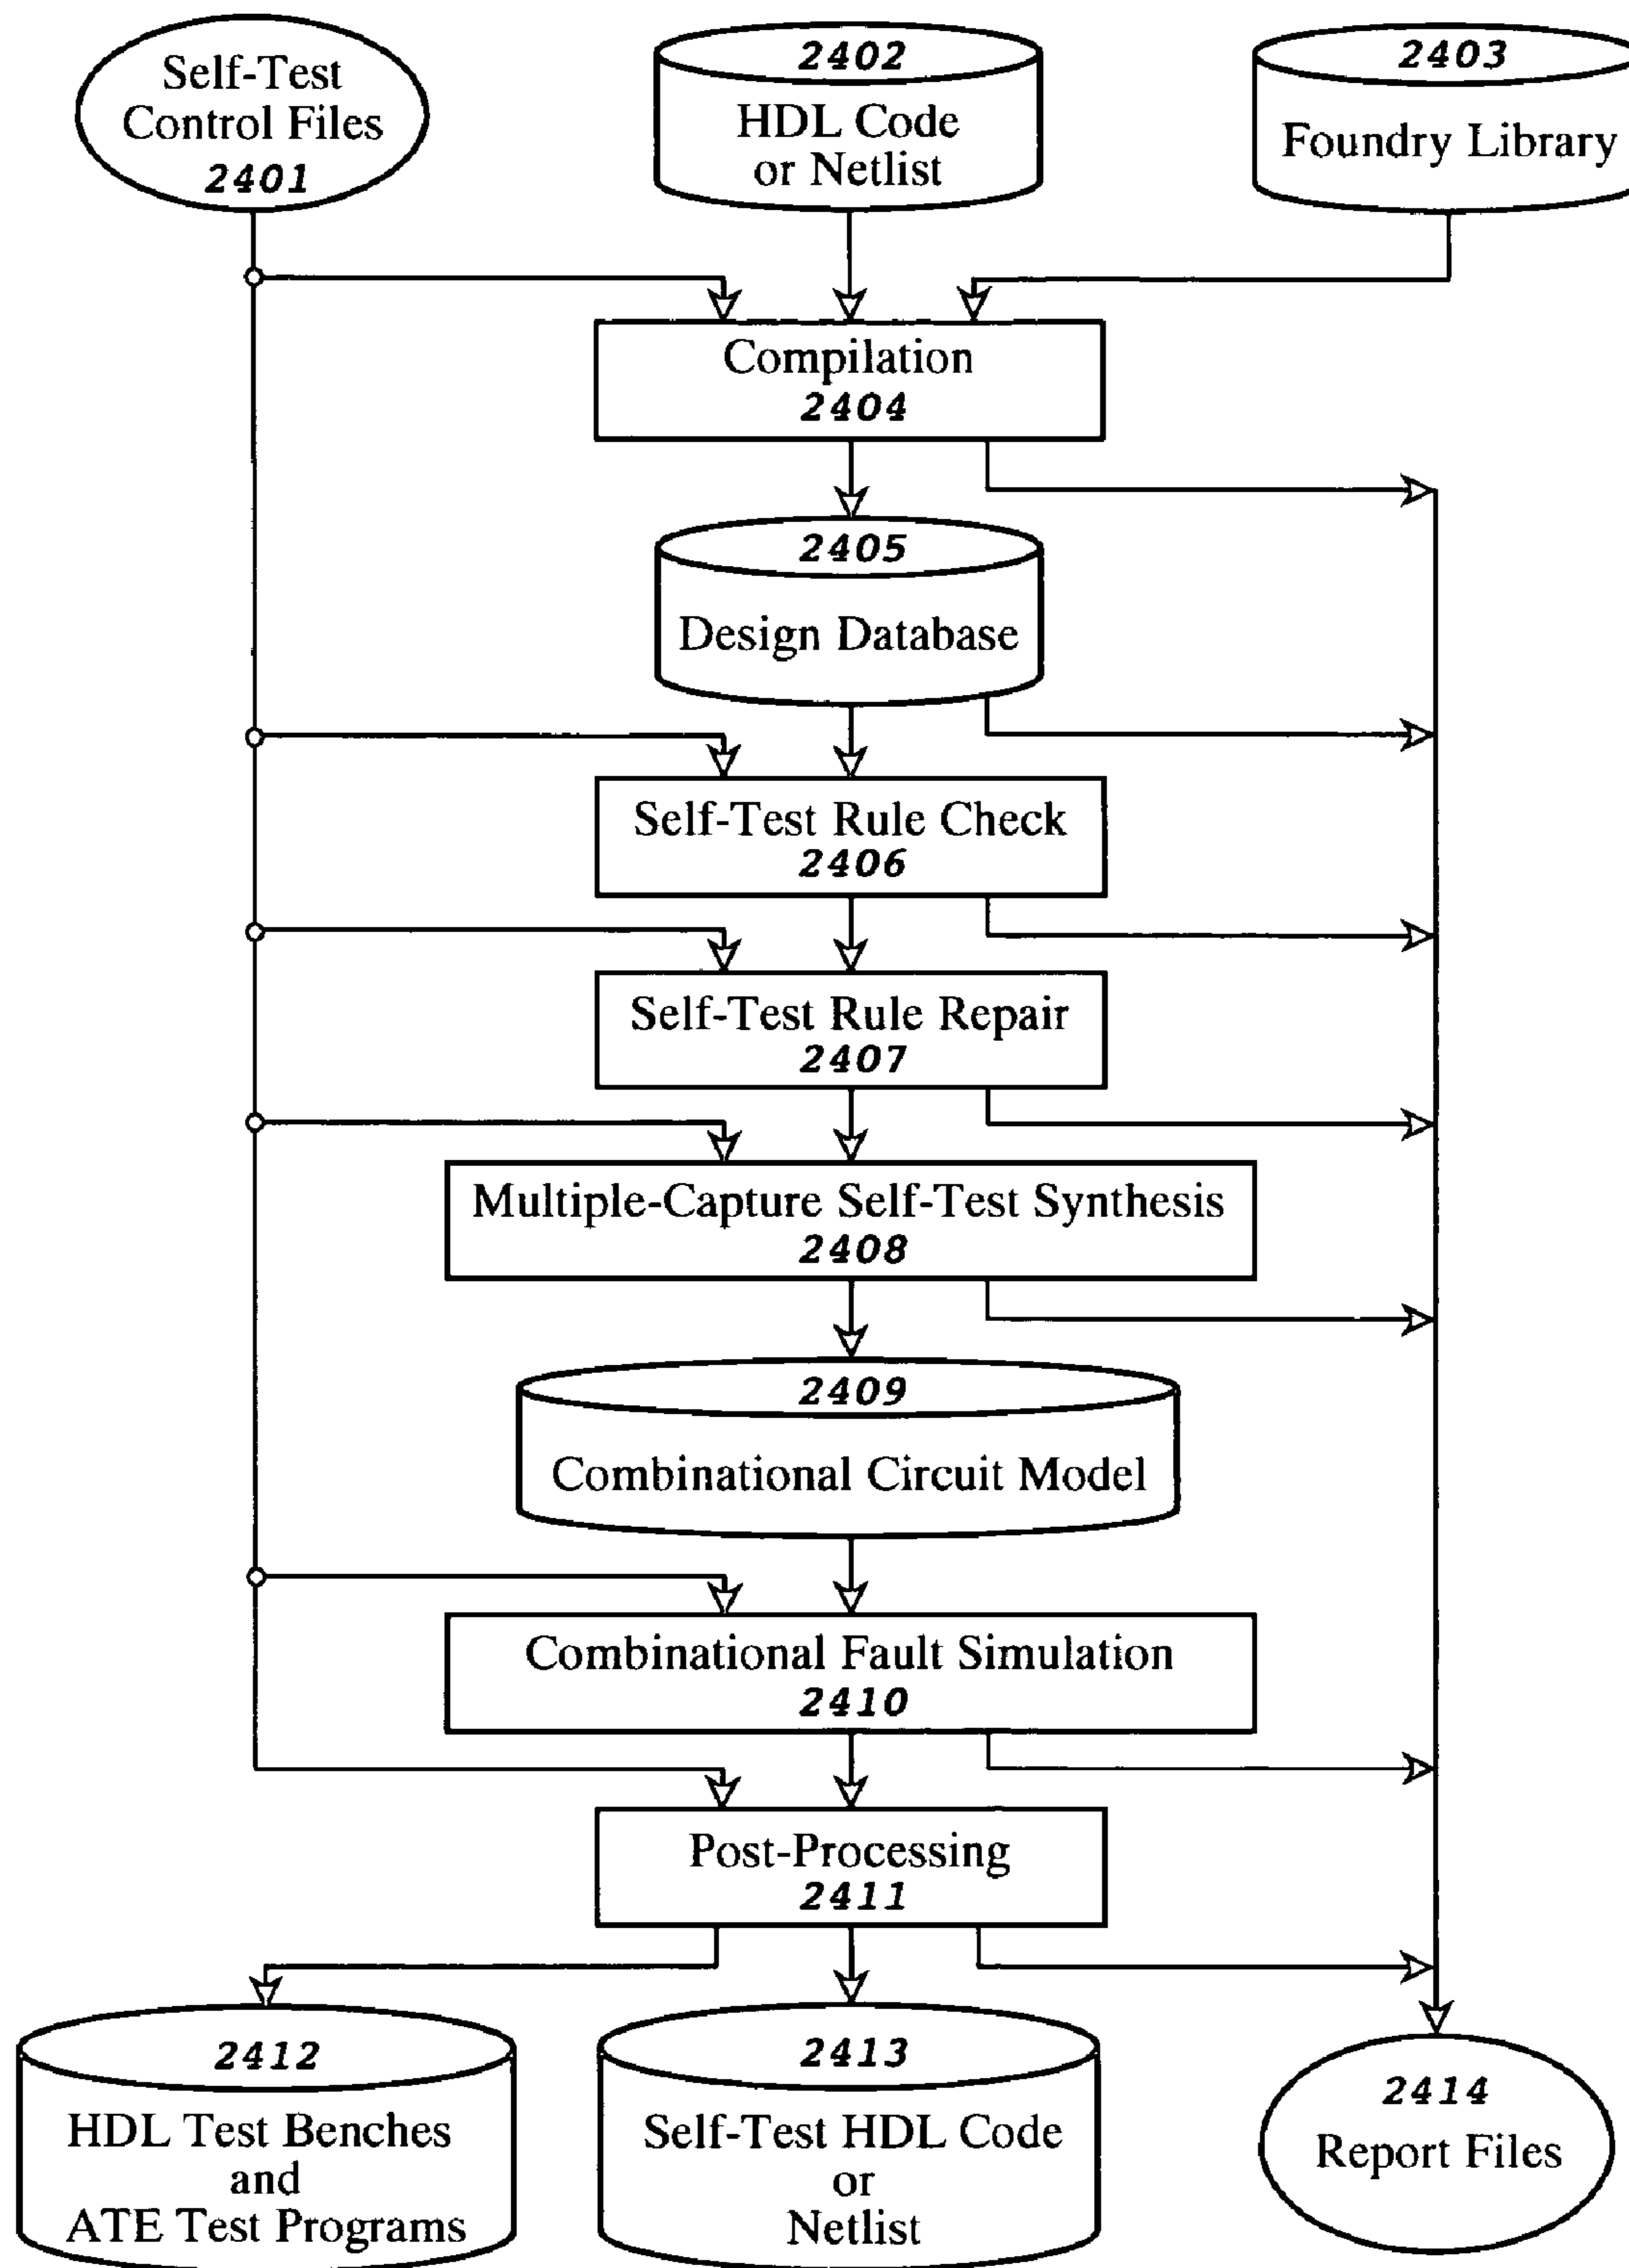 Self-Test
Control Files
2401
2402
HDL Code
or Netlist
2403
Foundry Library
Compilation
2404
2405
Design Database
Self-Test Rule Check
2406
Self-Test Rule Repair
2407
Multiple-Capture Self-Test Synthesis
2408
2409
Combinational Circuit Model
Combinational Fault Simulation
2410
Post-Processing
2411
2412
HDL Test Benches
and
ATE Test Programs
2413
Self-Test HDL Code
or
Netlist
2414
Report Files